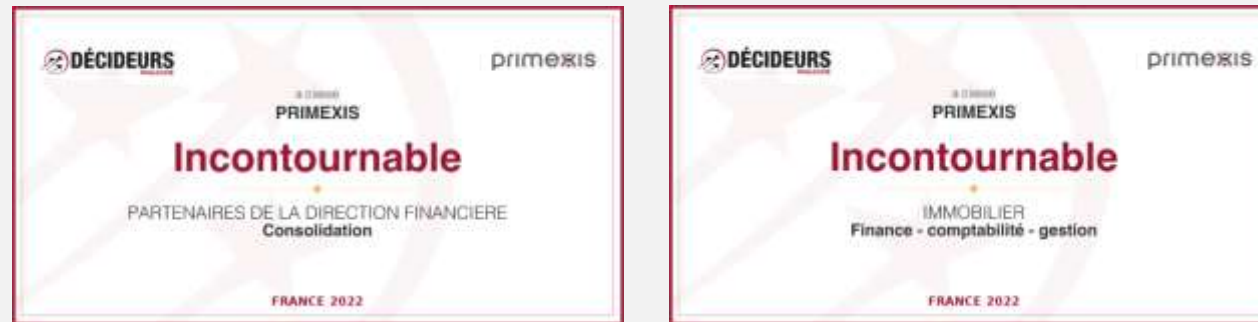 DÉCIDEURS
primexis
PRIMEXIS
Incontournable
PARTENAIRES DE LA DIRECTION FINANCIERE
Consolidation
FRANCE 2022
DÉCIDEURS
primexis
PRIMEXIS
Incontournable
IMMOBILIER
Finance - comptabilité - gestion
FRANCE 2022